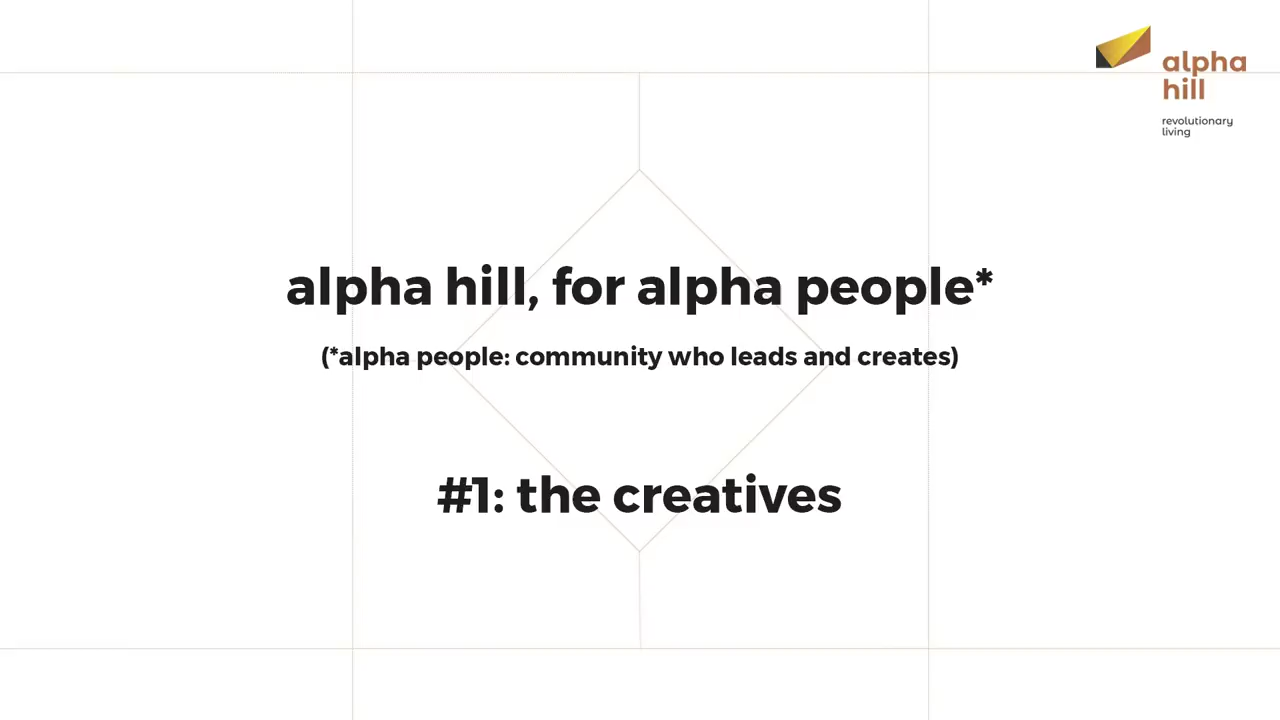 alpha
hill
revolutionary
living
alpha hill, for alpha people*
(*alpha people: community who leads and creates)
#1: the creatives